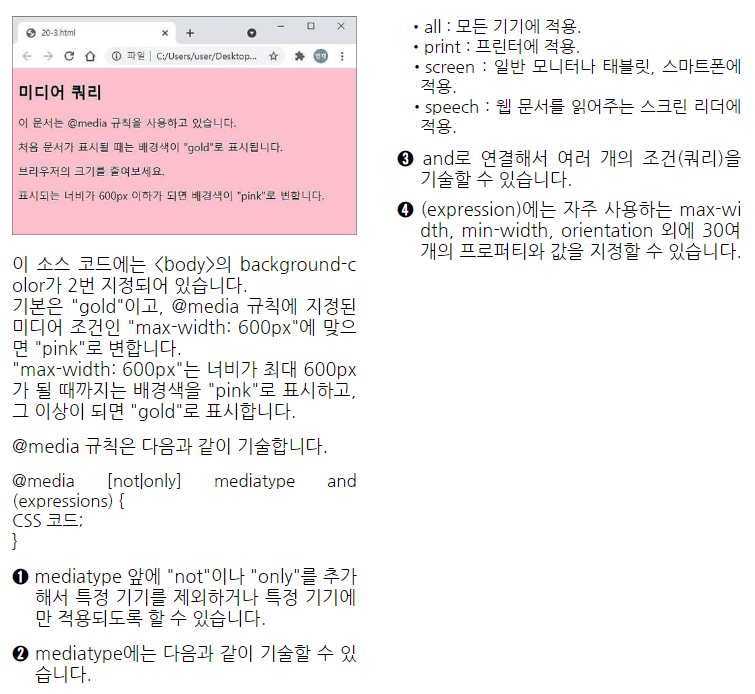 20-3.html
파일 | C:/Users/user/Desktop...
미디어 쿼리
이 문서는 @media 규칙을 사용하고 있습니다.
처음 문서가 표시될 때는 배경색이 "gold"로 표시됩니다.
브라우저의 크기를 줄여보세요.
표시되는 너비가 600px 이하가 되면 배경색이 "pink"로 변합니다.
이 소스 코드에는 <body>의 background-c
olor가 2번 지정되어 있습니다.
기본은 "gold"이고, @media 규칙에 지정된
미디어 조건인 "max-width: 600px"에 맞으
면 "pink"로 변합니다.
"max-width: 600px"는 너비가 최대 600px
가 될 때까지는 배경색을 "pink"로 표시하고,
그 이상이 되면 "gold"로 표시합니다.
@media 규칙은 다음과 같이 기술합니다.
@media [not|only] mediatype and
(expressions) {
CSS 코드;
}
❶ mediatype 앞에 "not"이나 "only"를 추가
해서 특정 기기를 제외하거나 특정 기기에
만 적용되도록 할 수 있습니다.
❷ mediatype에는 다음과 같이 기술할 수 있
습니다.
• all : 모든 기기에 적용.
• print : 프린터에 적용.
• screen : 일반 모니터나 태블릿, 스마트폰에
적용.
• speech : 웹 문서를 읽어주는 스크린 리더에
적용.
❸ and로 연결해서 여러 개의 조건(쿼리)을
기술할 수 있습니다.
❹ (expression)에는 자주 사용하는 max-wi
dth, min-width, orientation 외에 30여
개의 프로퍼티와 값을 지정할 수 있습니다.